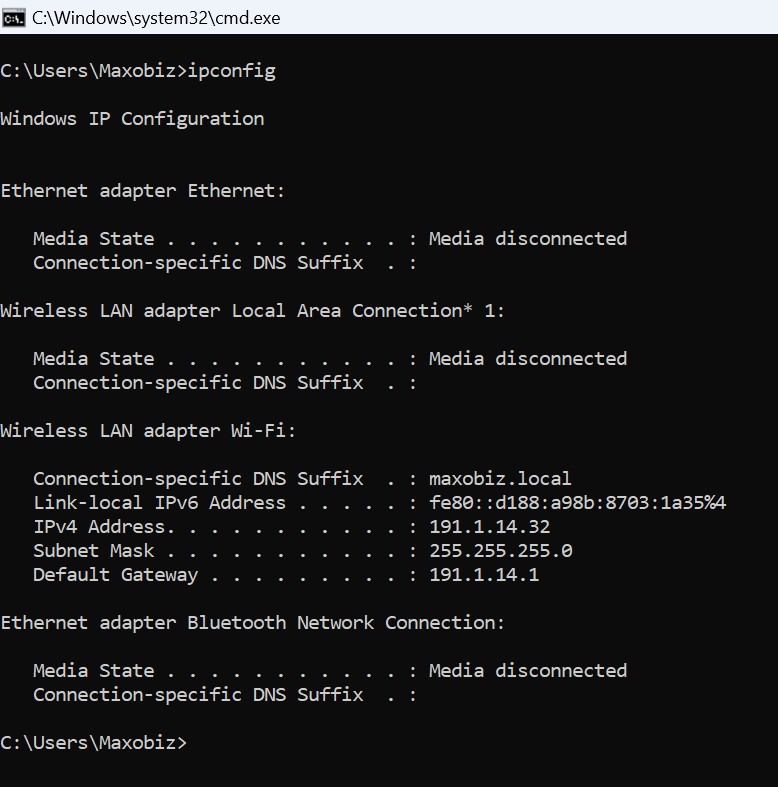 C:\Windows\system32\cmd.exe
C:\Users\Maxobiz>ipconfig
Windows IP Configuration
Ethernet adapter Ethernet:
Media State . . . . . . . . . . . : Media disconnected
Connection-specific DNS Suffix  . :
Wireless LAN adapter Local Area Connection* 1:
Media State . . . . . . . . . . . : Media disconnected
Connection-specific DNS Suffix  . :
Wireless LAN adapter Wi-Fi:
Connection-specific DNS Suffix  . : maxobiz.local
Link-local IPv6 Address . . . . . : fe80::d188:a98b:8703:1a35%4
IPv4 Address. . . . . . . . . . . : 191.1.14.32
Subnet Mask . . . . . . . . . . . : 255.255.255.0
Default Gateway . . . . . . . . . : 191.1.14.1
Ethernet adapter Bluetooth Network Connection:
Media State . . . . . . . . . . . : Media disconnected
Connection-specific DNS Suffix  . :
C:\Users\Maxobiz>